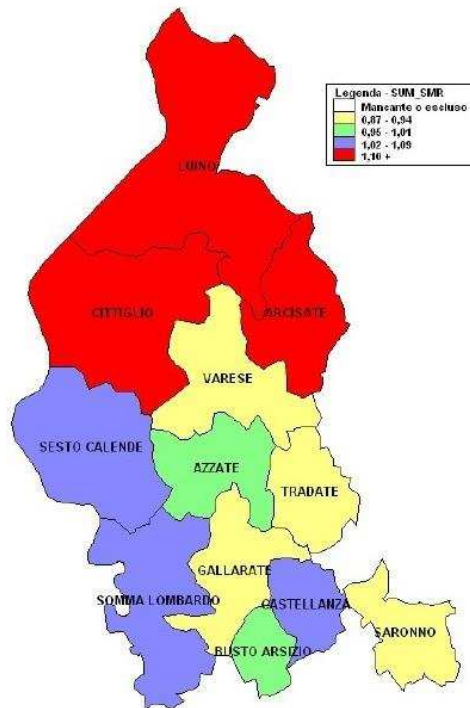 Legenda - SUM_SMR
Mancante o escluso
0,87 - 0,94
0,95 - 1,01
1,02 - 1,09
1,10 +
LUINO
CITTIGLIO
ARCISATE
VARESE
SESTO CALENDE
AZZATE
TRADATE
GALLARATE
SOMMA LOMBARDO
CASTELLANZA
SARONNO
BUSTO ARSIZIO